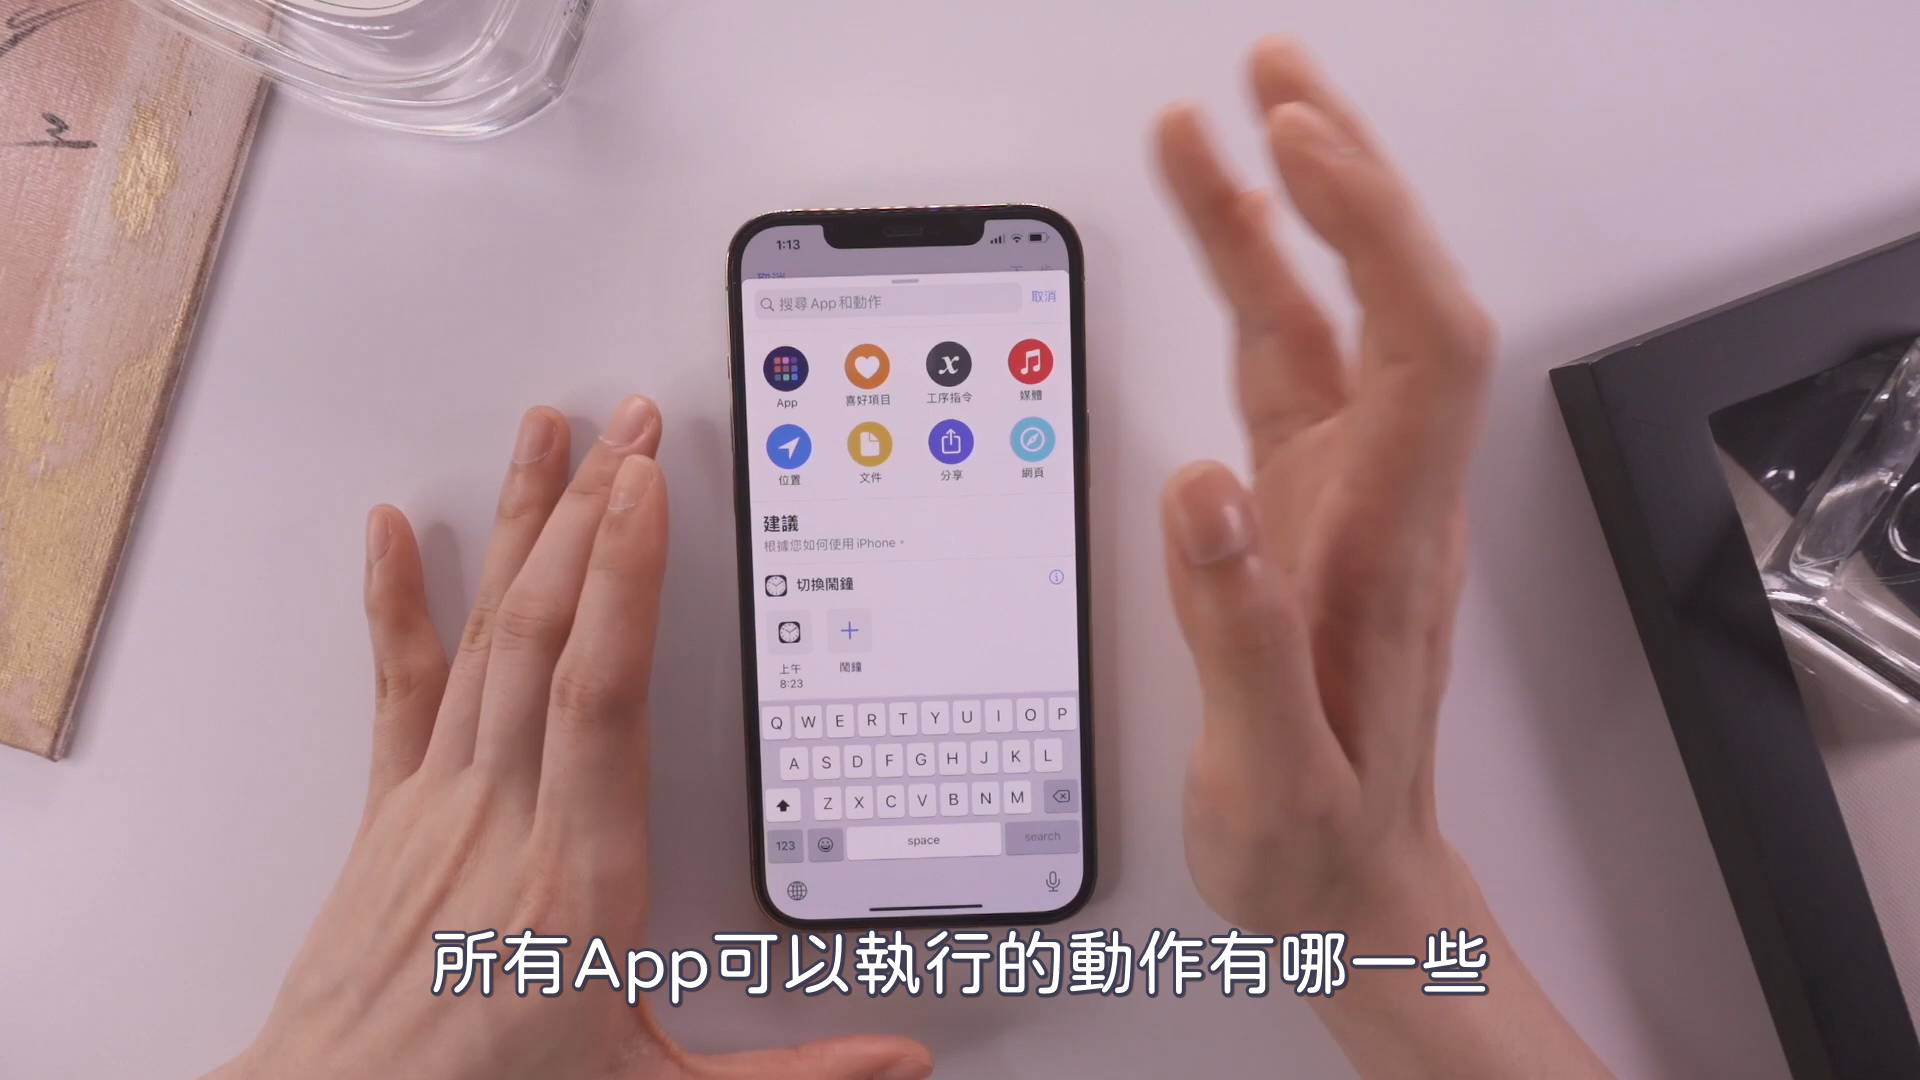 1:13
取消
搜尋 App 和動作
取消
App
喜好項目
工序指令
媒體
位置
文件
分享
網頁
建議
根據您如何使用 iPhone。
切換鬧鐘
上午
8:23
鬧鐘
Q W E R T Y U I O P
A S D F G H J K L
Z X C V B N M
123
space
search
所有App可以執行的動作有哪一些